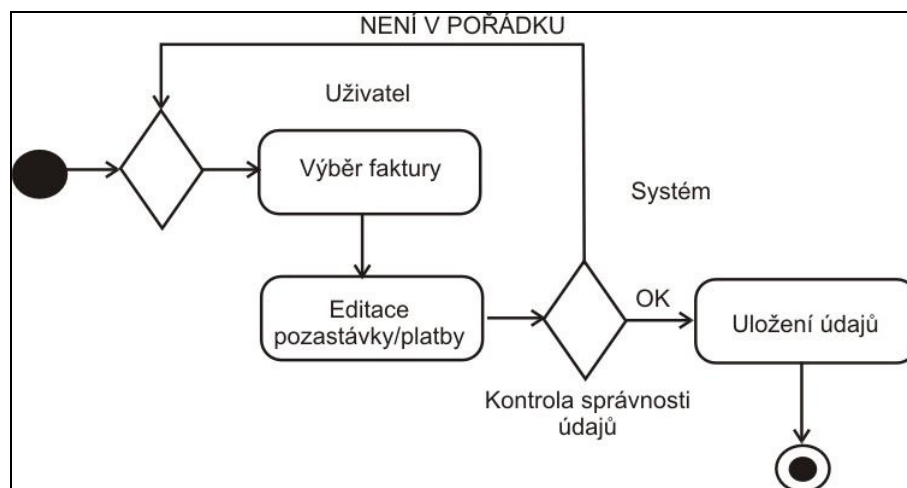 NENÍ V POŘÁDKU
Uživatel
Výběr faktury
Systém
Editace
pozastávky/platby
OK
Uložení údajů
Kontrola správnosti
údajů